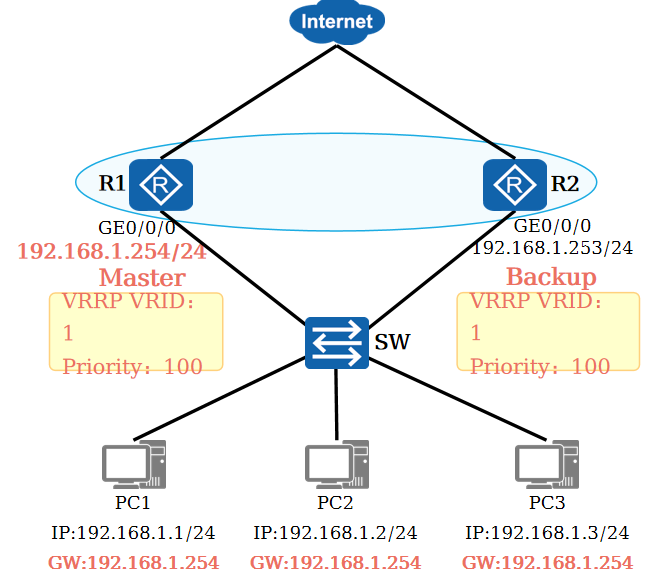 Internet
R
R
R1
R2
GE0/0/0
192.168.1.254/24
GE0/0/0
192.168.1.253/24
Master
Backup
VRRP VRID：
1
Priority：100
VRRP VRID：
1
Priority：100
SW
PC1
PC2
PC3
IP:192.168.1.1/24
IP:192.168.1.2/24
IP:192.168.1.3/24
GW:192.168.1.254
GW:192.168.1.254
GW:192.168.1.254